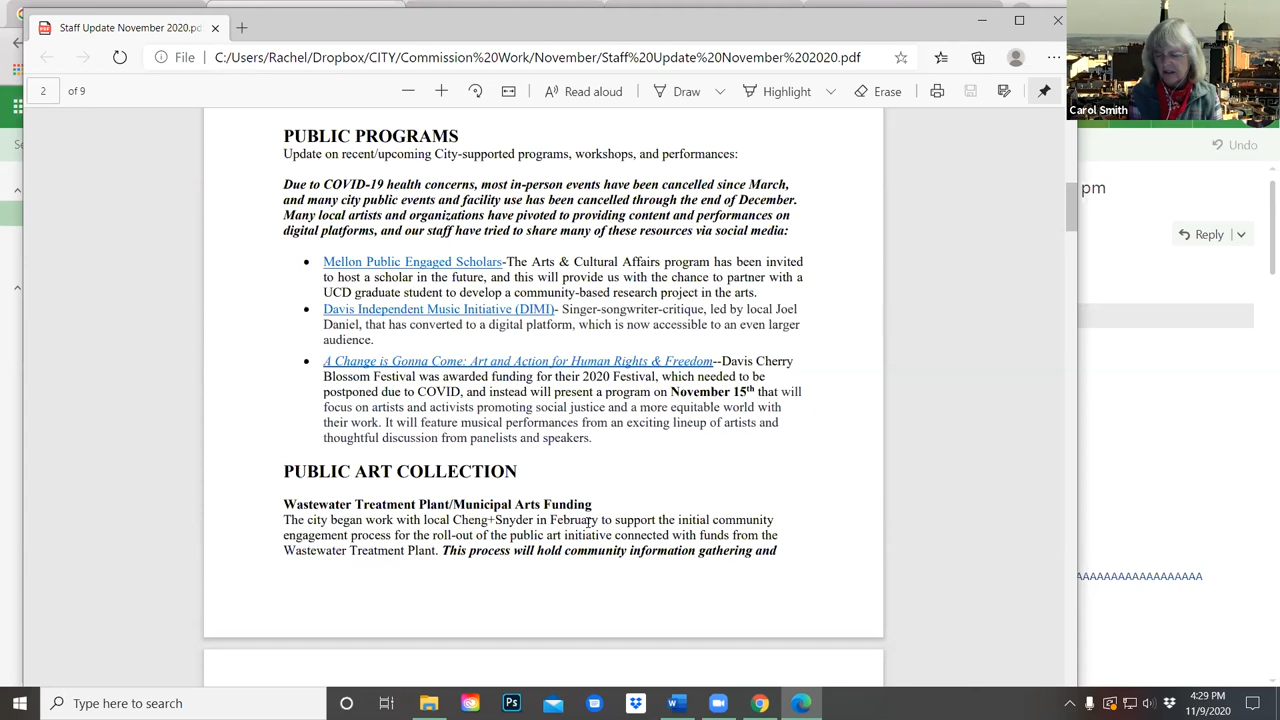 Staff Update November 2020.pd
File
C:/Users/Rachel/Dropbox/CITY/Commission%20Work/November/Staff%20Update%20November%202020.pdf
2 of 9
Read aloud
Draw
Highlight
Erase
Carol Smith
Undo
pm
Reply
PUBLIC PROGRAMS
Update on recent/upcoming City-supported programs, workshops, and performances:
Due to COVID-19 health concerns, most in-person events have been cancelled since March,
and many city public events and facility use has been cancelled through the end of December.
Many local artists and organizations have pivoted to providing content and performances on
digital platforms, and our staff have tried to share many of these resources via social media:
• Mellon Public Engaged Scholars-The Arts & Cultural Affairs program has been invited
to host a scholar in the future, and this will provide us with the chance to partner with a
UCD graduate student to develop a community-based research project in the arts.
• Davis Independent Music Initiative (DIMI)- Singer-songwriter-critique, led by local Joel
Daniel, that has converted to a digital platform, which is now accessible to an even larger
audience.
• A Change is Gonna Come: Art and Action for Human Rights & Freedom--Davis Cherry
Blossom Festival was awarded funding for their 2020 Festival, which needed to be
postponed due to COVID, and instead will present a program on November 15th that will
focus on artists and activists promoting social justice and a more equitable world with
their work. It will feature musical performances from an exciting lineup of artists and
thoughtful discussion from panelists and speakers.
PUBLIC ART COLLECTION
Wastewater Treatment Plant/Municipal Arts Funding
The city began work with local Cheng+Snyder in February to support the initial community
engagement process for the roll-out of the public art initiative connected with funds from the
Wastewater Treatment Plant. This process will hold community information gathering and
AAAAAAAAAAAAAAAAAA
Type here to search
4:29 PM
11/9/2020